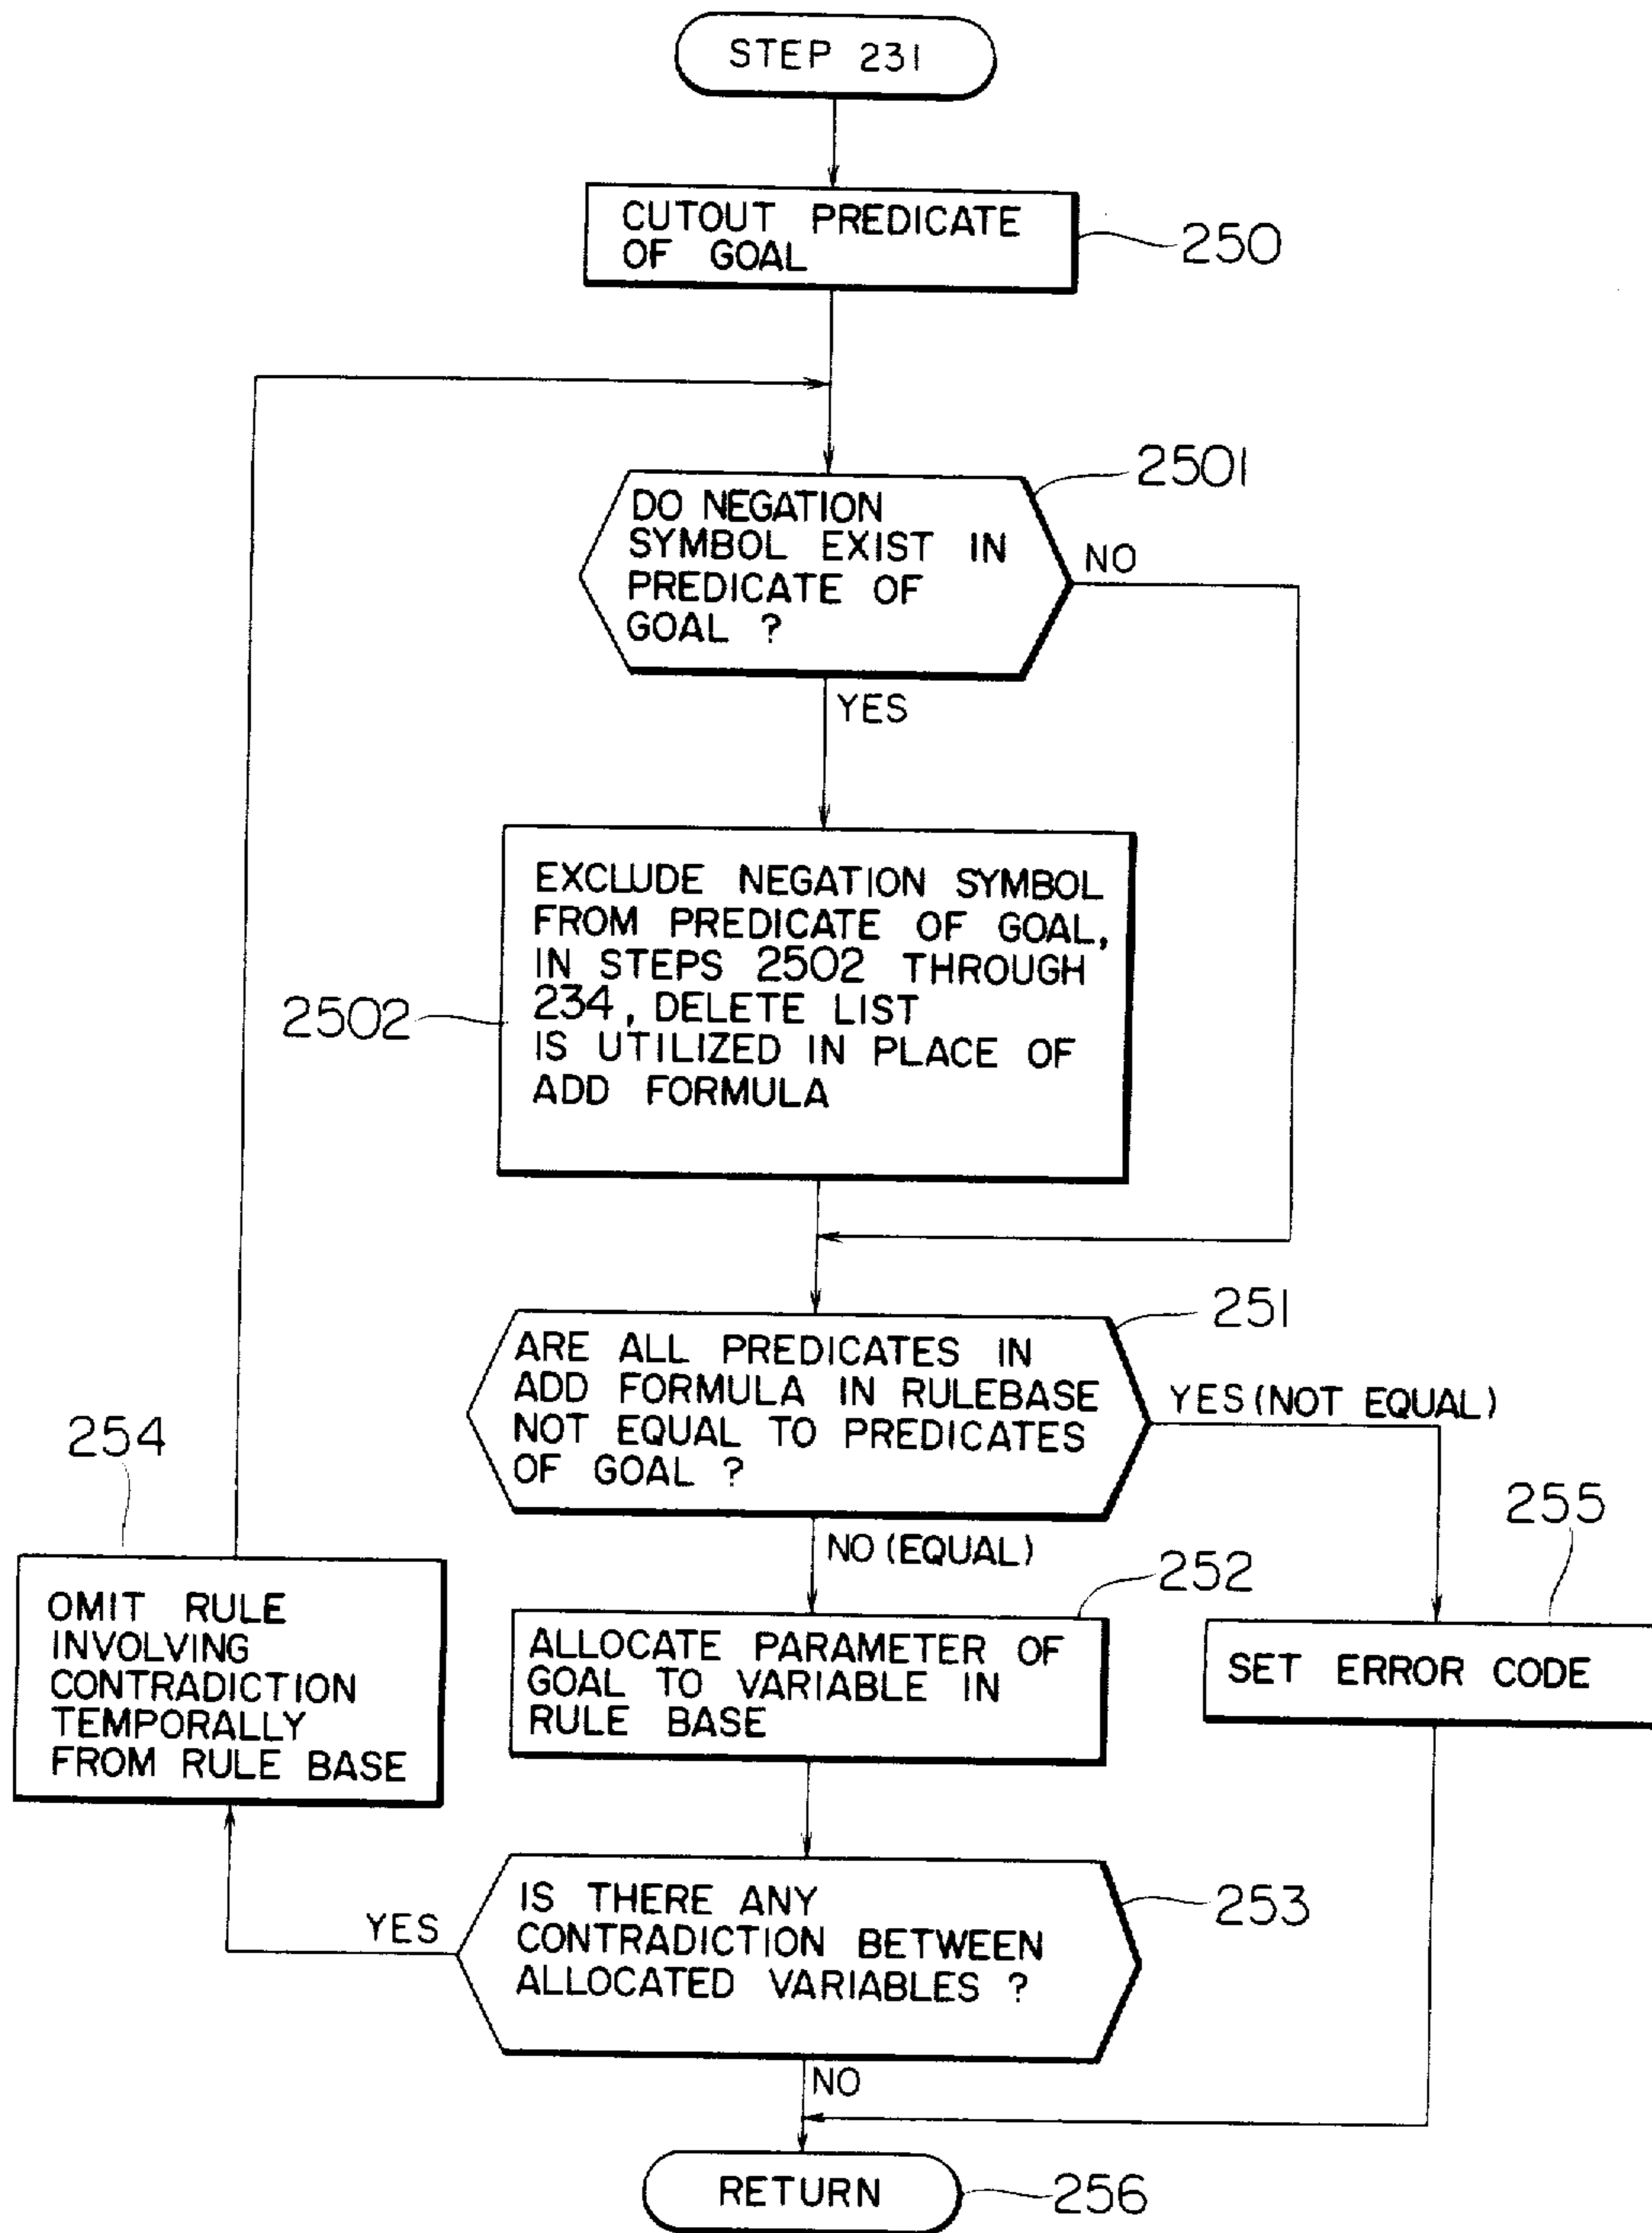 STEP 231
CUTOUT PREDICATE
OF GOAL
250
2501
DO NEGATION
SYMBOL EXIST IN
PREDICATE OF
GOAL ?
NO
YES
EXCLUDE NEGATION SYMBOL
FROM PREDICATE OF GOAL,
IN STEPS 2502 THROUGH
234, DELETE LIST
IS UTILIZED IN PLACE OF
ADD FORMULA
2502
251
ARE ALL PREDICATES IN
ADD FORMULA IN RULEBASE
NOT EQUAL TO PREDICATES
OF GOAL ?
YES (NOT EQUAL)
NO (EQUAL)
254
OMIT RULE
INVOLVING
CONTRADICTION
TEMPORALLY
FROM RULE BASE
252
ALLOCATE PARAMETER OF
GOAL TO VARIABLE IN
RULE BASE
255
SET ERROR CODE
IS THERE ANY
CONTRADICTION BETWEEN
ALLOCATED VARIABLES ?
253
YES
NO
RETURN
256